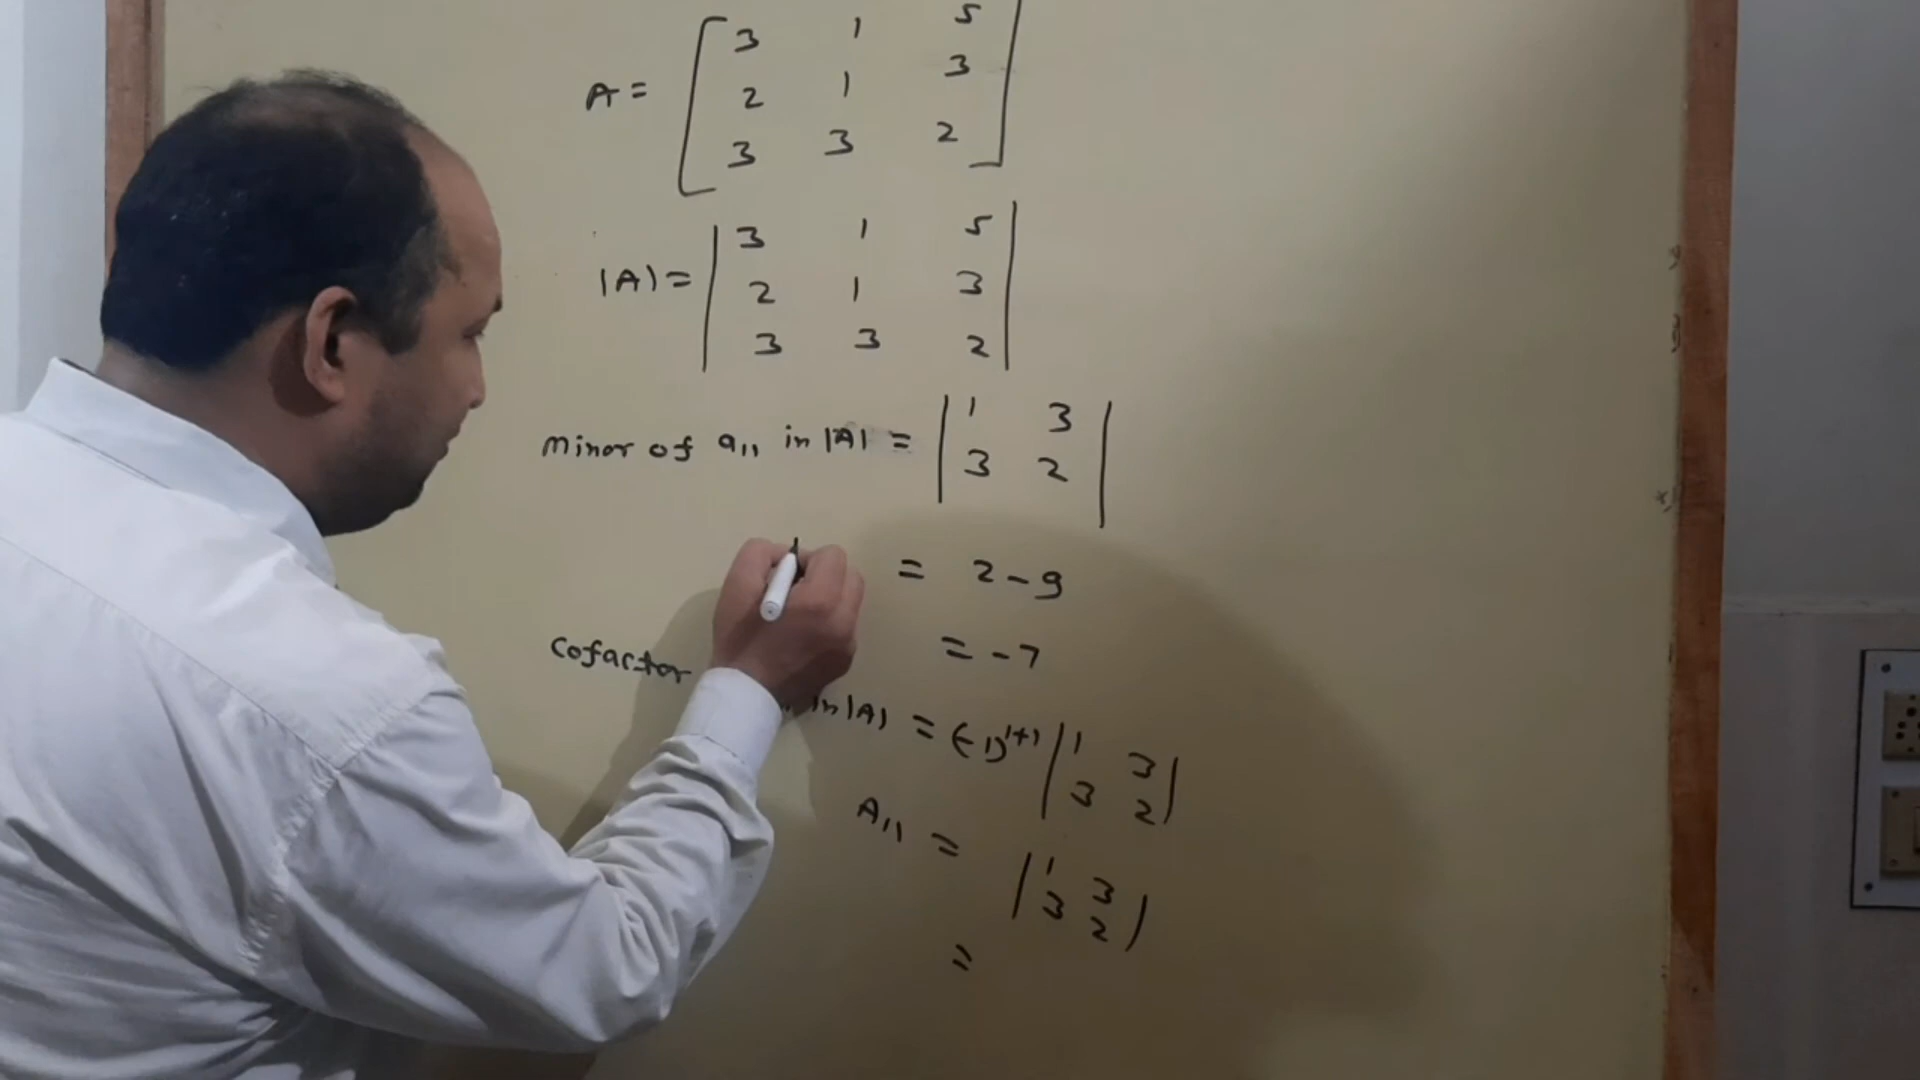 A = [ 3 1 5
2 1 3
3 3 2 ]
|A| = | 3 1 5
2 1 3
3 3 2 |
Minor of a11 in |A| = | 1 3
3 2 |
= 2 - 9
= -7
Cofactor in |A| = (-1)^1+1 | 1 3
3 2 |
A11 = | 1 3
3 2 |
=